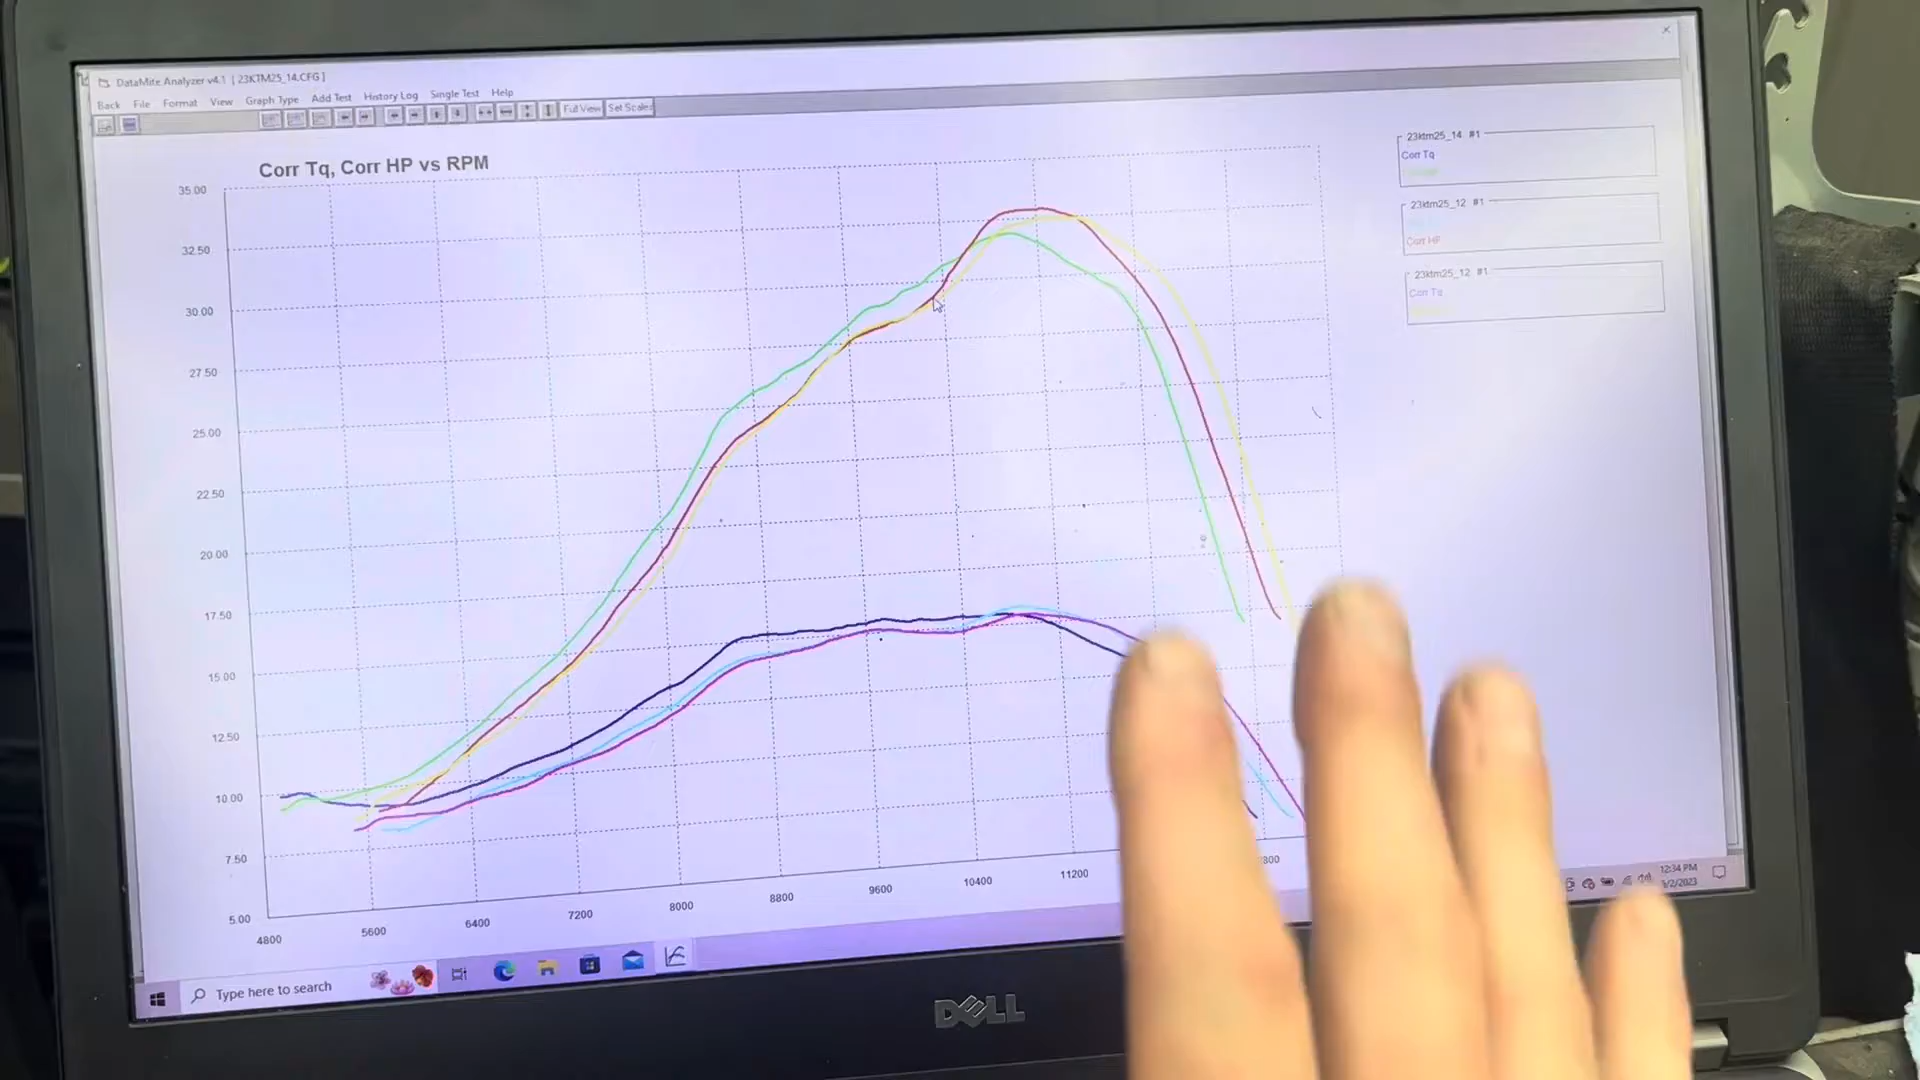 DataMite Analyzer v4.1 [ 23KTM25_14.CFG ]
Back File Format View Graph Type Add Test History Log Single Test Help
Full View Set Scales
Corr Tq, Corr HP vs RPM
35.00
32.50
30.00
27.50
25.00
22.50
20.00
17.50
15.00
12.50
10.00
7.50
5.00
4800 5600 6400 7200 8000 8800 9600 10400 11200
23ktm25_14 #1
Corr Tq
23ktm25_12 #1
Corr HP
23ktm25_12 #1
Corr Tq
Type here to search
12:34 PM
DELL